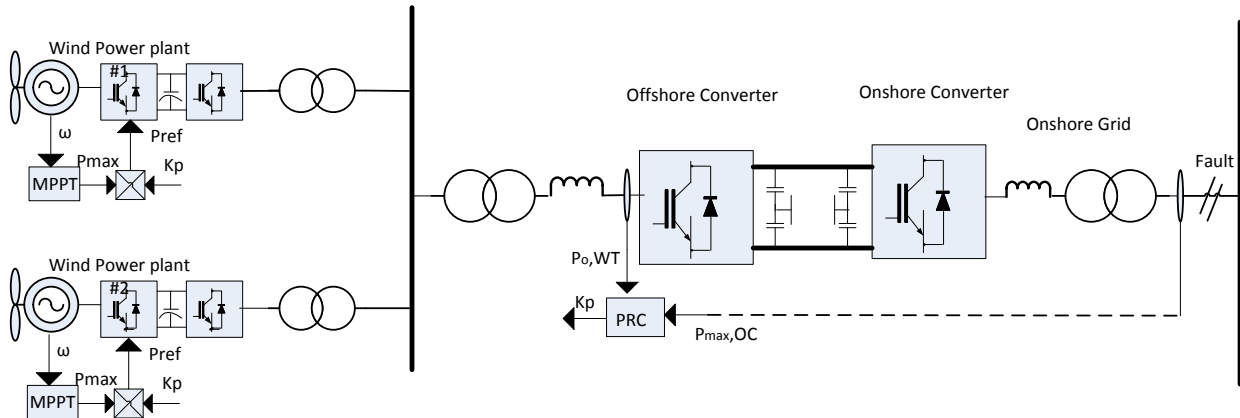 Wind Power plant
#1
ω
Pref
Pmax
Kp
MPPT
Wind Power plant
#2
ω
Pref
Pmax
Kp
MPPT
Offshore Converter
Onshore Converter
Onshore Grid
Fault
Po,WT
Kp
PRC
Pmax,OC